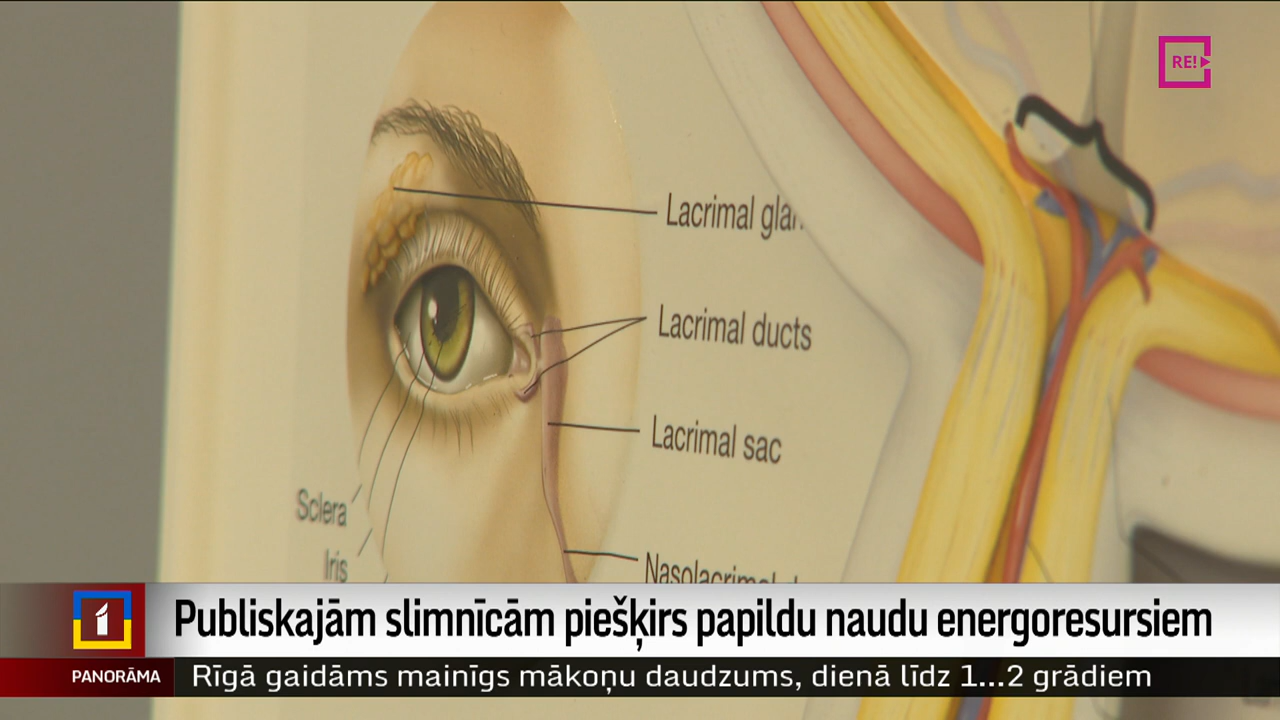 RE!
Lacrimal
Lacrimal ducts
Lacrimal sac
Sclera
Iris
1
Publiskajām slimnīcām piešķirs papildu naudu energoresursiem
PANORĀMA
Rīgā gaidāms mainīgs mākoņu daudzums, dienā līdz 1...2 grādiem